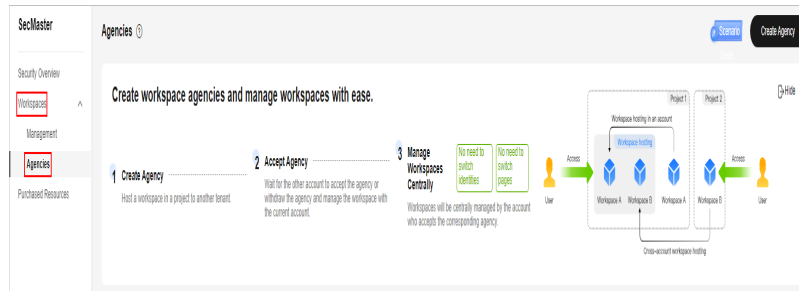 SecMaster
Agencies
Scenario
Create Agency
Security Overview
Workspaces
Management
Agencies
Purchased Resources
Create workspace agencies and manage workspaces with ease.
Hide
1 Create Agency
Host a workspace in a project to another tenant.
2 Accept Agency
Wait for the other account to accept the agency or
withdraw the agency and manage the workspace with
the current account.
3 Manage
Workspaces
Centrally
No need to
switch
identities
No need to
switch
pages
Workspaces will be centrally managed by the account
who accepts the corresponding agency.
Project 1
Project 2
Workspace hosting in an account
Workspace hosting
Access
Access
User
Workspace A
Workspace B
Workspace A
Workspace B
User
Cross-account workspace hosting